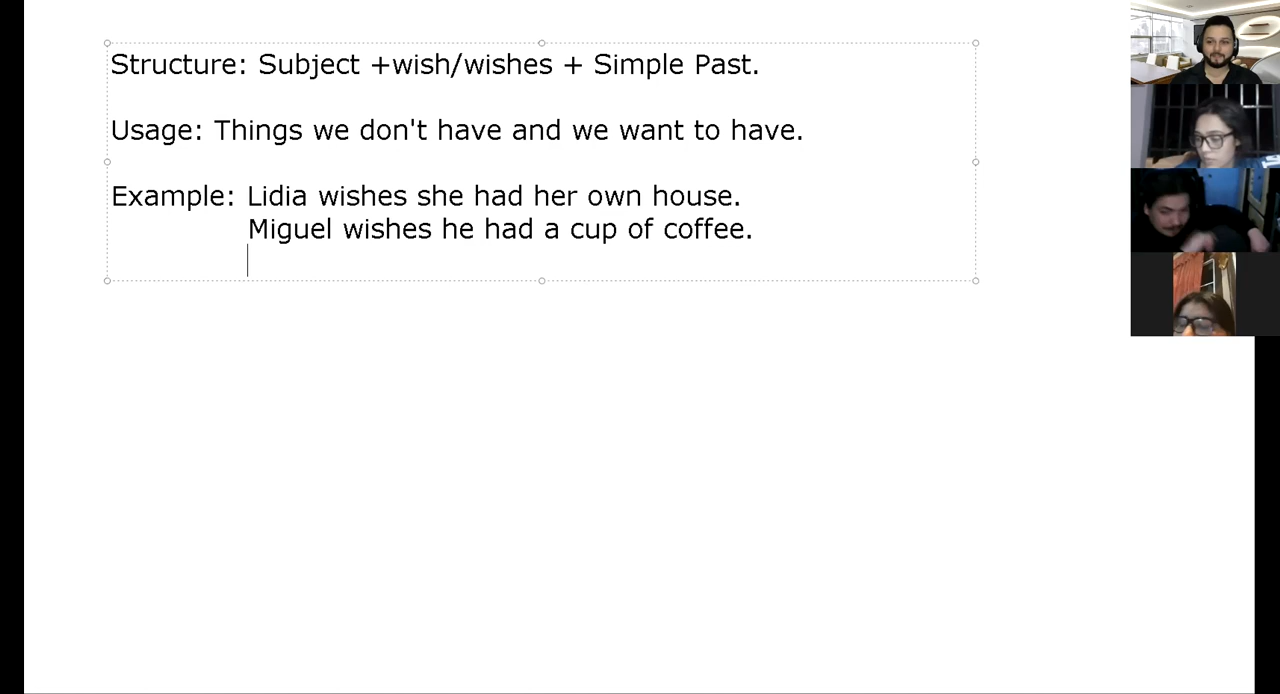 Structure: Subject +wish/wishes + Simple Past.
Usage: Things we don't have and we want to have.
Example: Lidia wishes she had her own house.
Miguel wishes he had a cup of coffee.